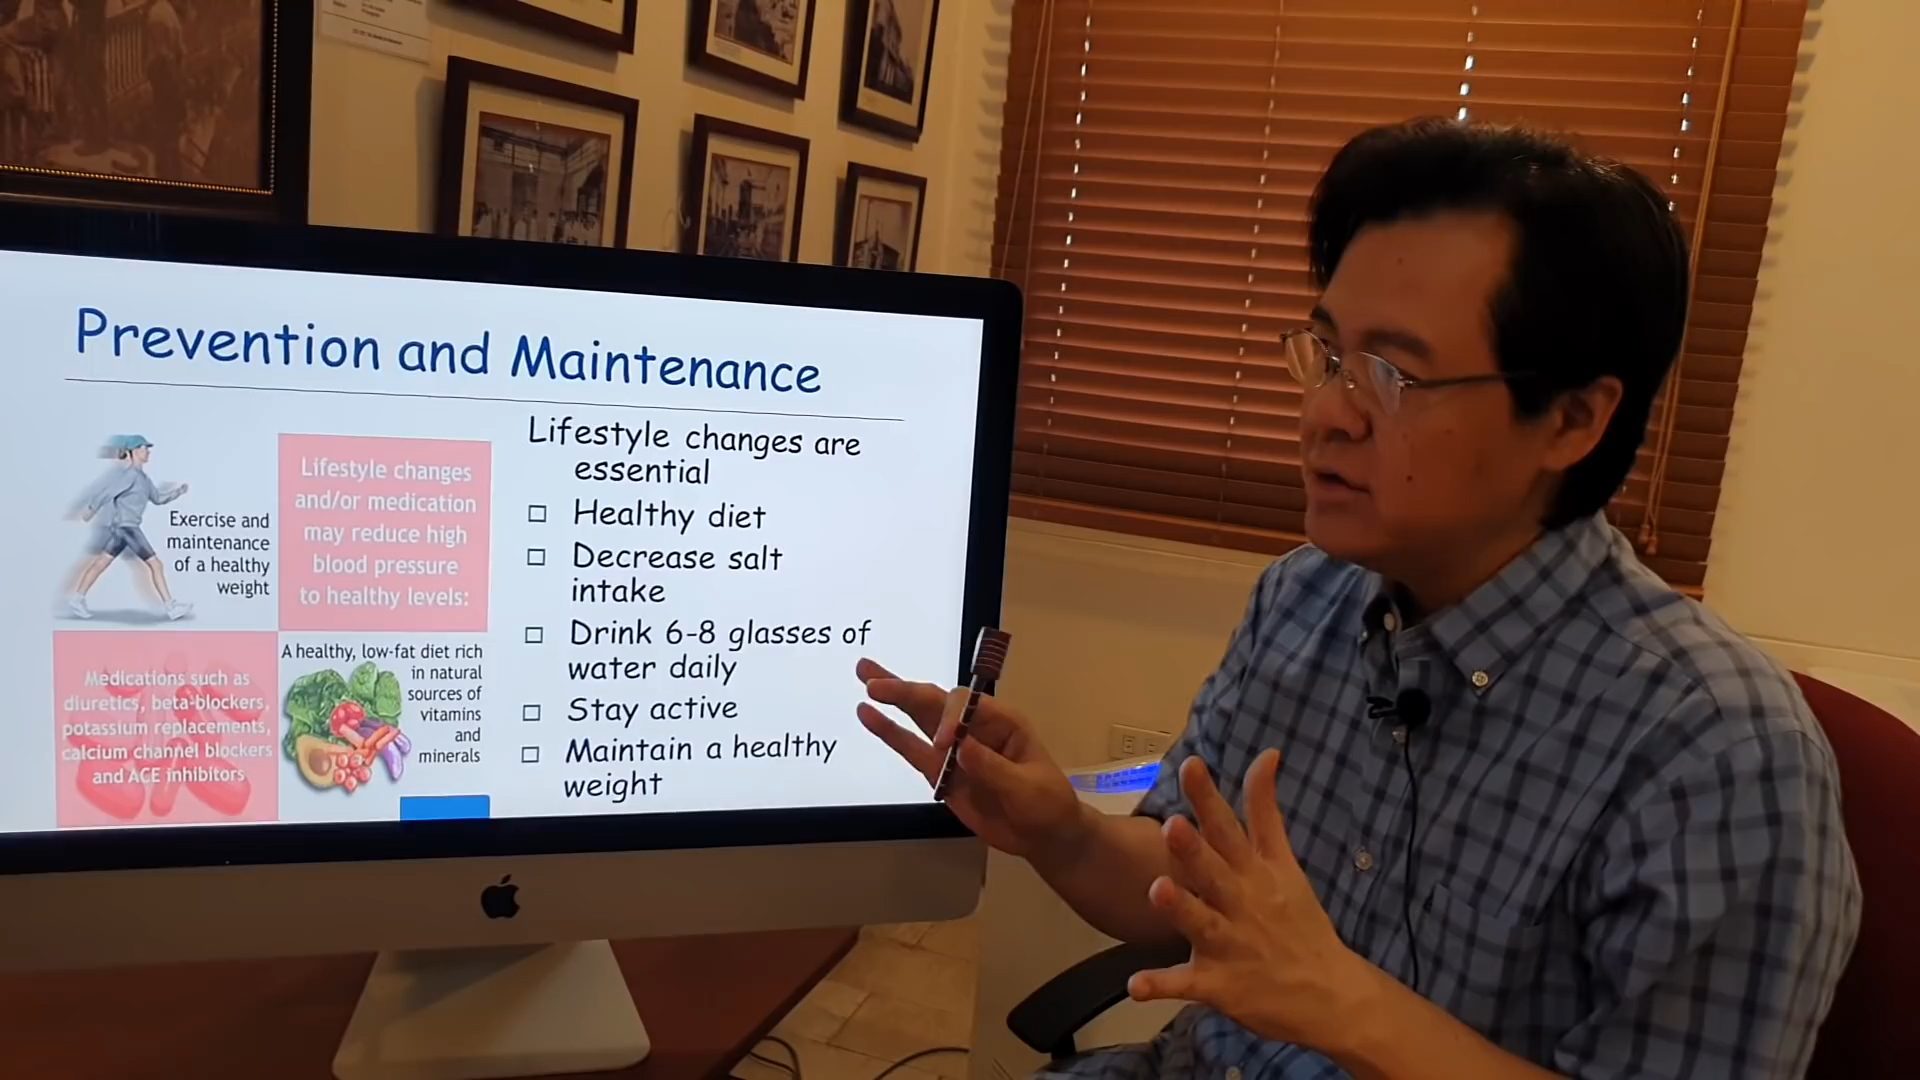 Prevention and Maintenance
Exercise and
maintenance
of a healthy
weight
Lifestyle changes
and/or medication
may reduce high
blood pressure
to healthy levels:
Medications such as
diuretics, beta-blockers,
potassium replacements,
calcium channel blockers
and ACE inhibitors
A healthy, low-fat diet rich
in natural
sources of
vitamins
and
minerals
Lifestyle changes are
essential
Healthy diet
Decrease salt
intake
Drink 6-8 glasses of
water daily
Stay active
Maintain a healthy
weight